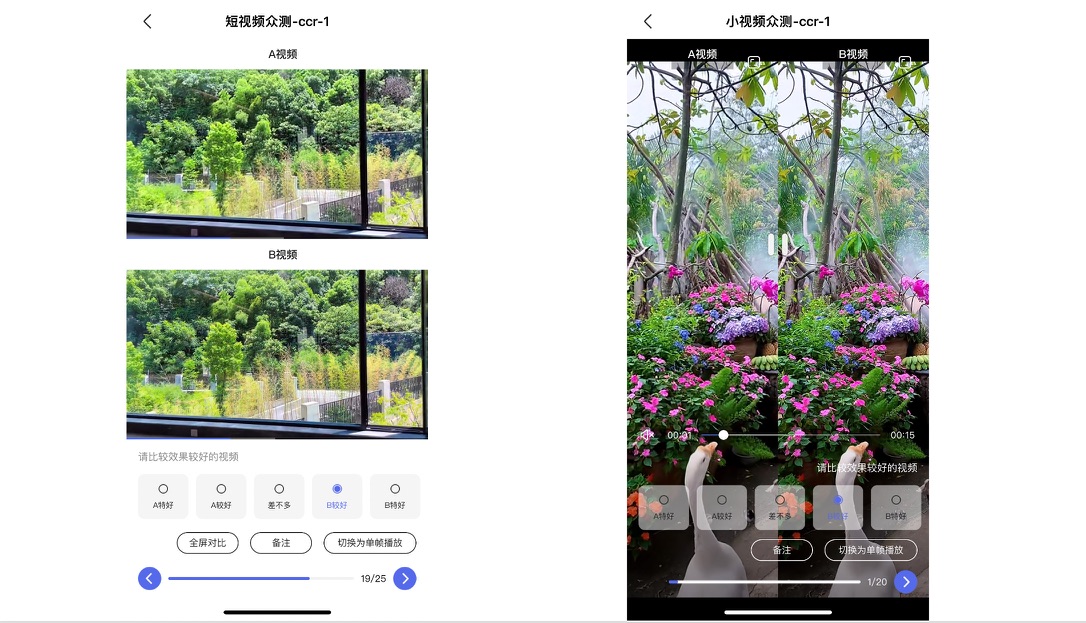 短视频众测-ccr-1
A视频
B视频
请比较效果较好的视频
A特好
A较好
差不多
B较好
B特好
全屏对比
备注
切换为单帧播放
19/25
小视频众测-ccr-1
A视频
B视频
00:01
00:15
请比较效果较好的视频
A特好
A较好
差不多
B较好
B特好
备注
切换为单帧播放
1/20